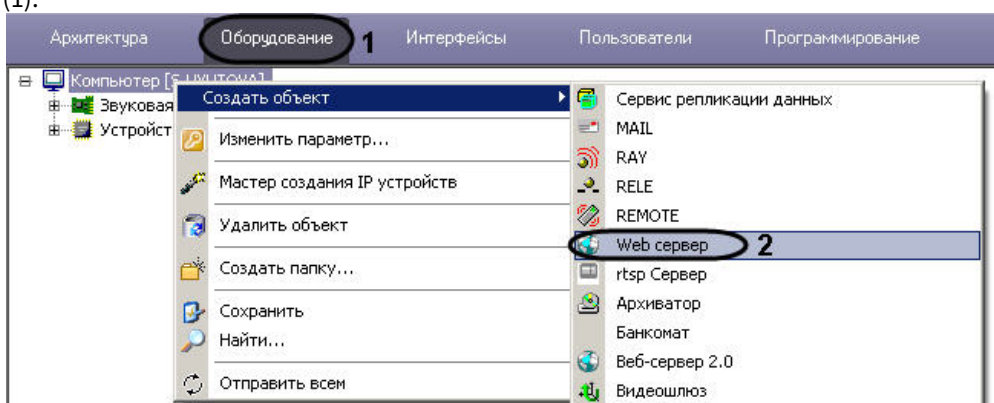 (1).
Архитектура Оборудование 1 Интерфейсы Пользователи Программирование
Компьютер [S
Звуковая
Устройст
Создать объект
Изменить параметр...
Мастер создания IP устройств
Удалить объект
Создать папку...
Сохранить
Найти...
Отправить всем
Сервис репликации данных
MAIL
RAY
RELE
REMOTE
Web сервер 2
rtsp Сервер
Архиватор
Банкомат
Веб-сервер 2.0
Видеошлюз